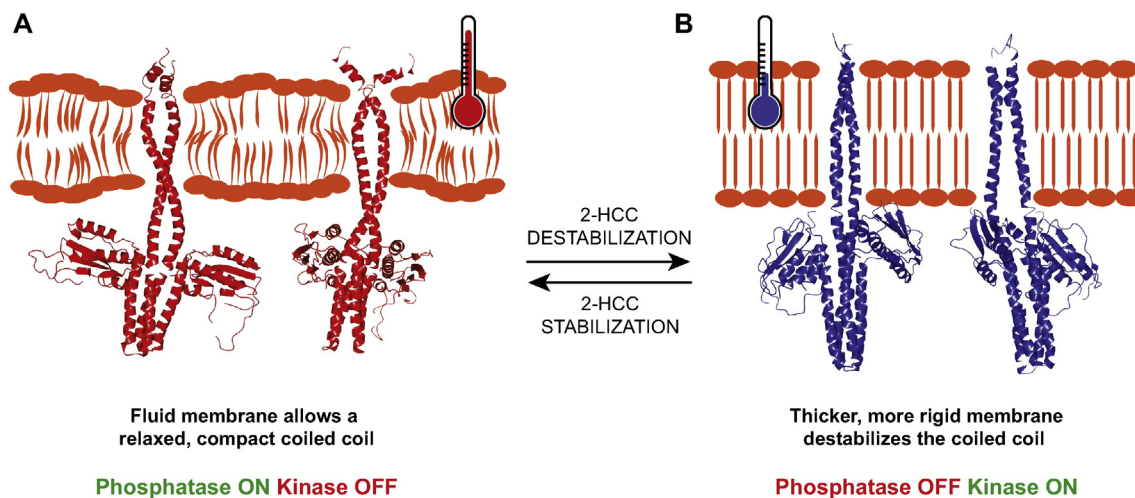 A
B
2-HCC
DESTABILIZATION
2-HCC
STABILIZATION
Fluid membrane allows a
relaxed, compact coiled coil
Thicker, more rigid membrane
destabilizes the coiled coil
Phosphatase ON Kinase OFF
Phosphatase OFF Kinase ON